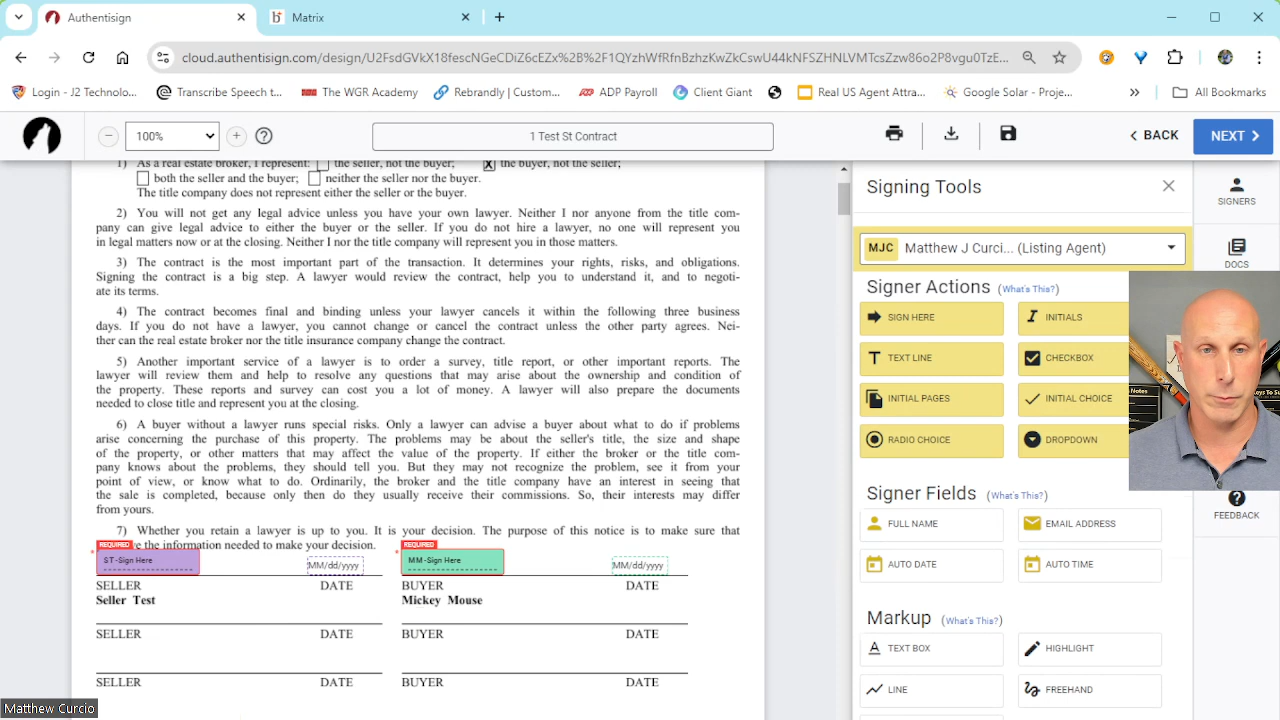 Authentisign
Matrix
cloud.authentisign.com/design/U2FsdGVkX18fescNGeCDiZ6cEZx%2B%2F1QYzhWfRfnBzhzKwZkCswU44kNFSZHNLVMTcsZzw86o2P8vgu0TzE...
Login - J2 Technolo...
Transcribe Speech t...
The WGR Academy
Rebrandly | Custom...
ADP Payroll
Client Giant
Real US Agent Attra...
Google Solar - Proje...
All Bookmarks
100%
1 Test St Contract
BACK
NEXT
1) As a real estate broker, I represent: the seller, not the buyer; X the buyer, not the seller;
both the seller and the buyer; neither the seller nor the buyer.
The title company does not represent either the seller or the buyer.
2) You will not get any legal advice unless you have your own lawyer. Neither I nor anyone from the title com-
pany can give legal advice to either the buyer or the seller. If you do not hire a lawyer, no one will represent you
in legal matters now or at the closing. Neither I nor the title company will represent you in those matters.
3) The contract is the most important part of the transaction. It determines your rights, risks, and obligations.
Signing the contract is a big step. A lawyer would review the contract, help you to understand it, and to negoti-
ate its terms.
4) The contract becomes final and binding unless your lawyer cancels it within the following three business
days. If you do not have a lawyer, you cannot change or cancel the contract unless the other party agrees. Nei-
ther can the real estate broker nor the title insurance company change the contract.
5) Another important service of a lawyer is to order a survey, title report, or other important reports. The
lawyer will review them and help to resolve any questions that may arise about the ownership and condition of
the property. These reports and survey can cost you a lot of money. A lawyer will also prepare the documents
needed to close title and represent you at the closing.
6) A buyer without a lawyer runs special risks. Only a lawyer can advise a buyer about what to do if problems
arise concerning the purchase of this property. The problems may be about the seller's title, the size and shape
of the property, or other matters that may affect the value of the property. If either the broker or the title com-
pany knows about the problems, they should tell you. But they may not recognize the problem, see it from your
point of view, or know what to do. Ordinarily, the broker and the title company have an interest in seeing that
the sale is completed, because only then do they usually receive their commissions. So, their interests may differ
from yours.
7) Whether you retain a lawyer is up to you. It is your decision. The purpose of this notice is to make sure that
e the information needed to make your decision.
REQUIRED
REQUIRED
ST-Sign Here
MM/dd/yyyy
MM-Sign Here
MM/dd/yyyy
SELLER DATE BUYER DATE
Seller Test Mickey Mouse
SELLER DATE BUYER DATE
SELLER DATE BUYER DATE
Signing Tools
MJC Matthew J Curci... (Listing Agent)
Signer Actions (What's This?)
SIGN HERE
INITIALS
TEXT LINE
CHECKBOX
INITIAL PAGES
INITIAL CHOICE
RADIO CHOICE
DROPDOWN
Signer Fields (What's This?)
FULL NAME
EMAIL ADDRESS
AUTO DATE
AUTO TIME
Markup (What's This?)
TEXT BOX
HIGHLIGHT
LINE
FREEHAND
SIGNERS
DOCS
FEEDBACK
Notes
Matthew Curcio